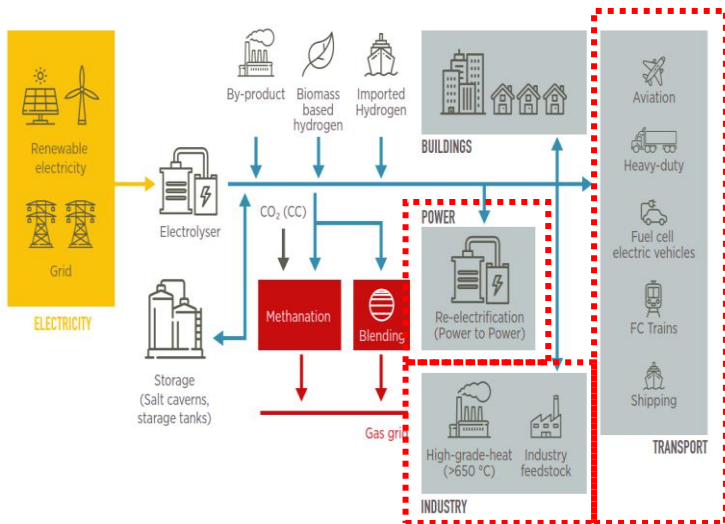 By-product
Biomass
based
hydrogen
Imported
Hydrogen
BUILDINGS
Aviation
Heavy-duty
Fuel cell
electric vehicles
FC Trains
Shipping
TRANSPORT
Renewable
electricity
Grid
ELECTRICITY
Electrolyser
CO₂ (CC)
POWER
Re-electrification
(Power to Power)
Methanation
Blending
Storage
(Salt caverns,
starage tanks)
Gas grid
High-grade-heat
(>650 °C)
Industry
feedstock
INDUSTRY